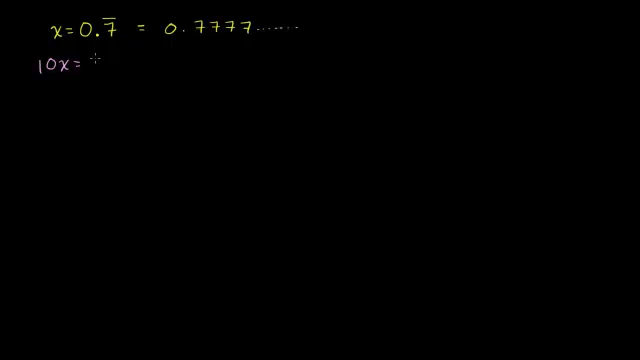 x = 0.7̅ = 0.7777......
10x =